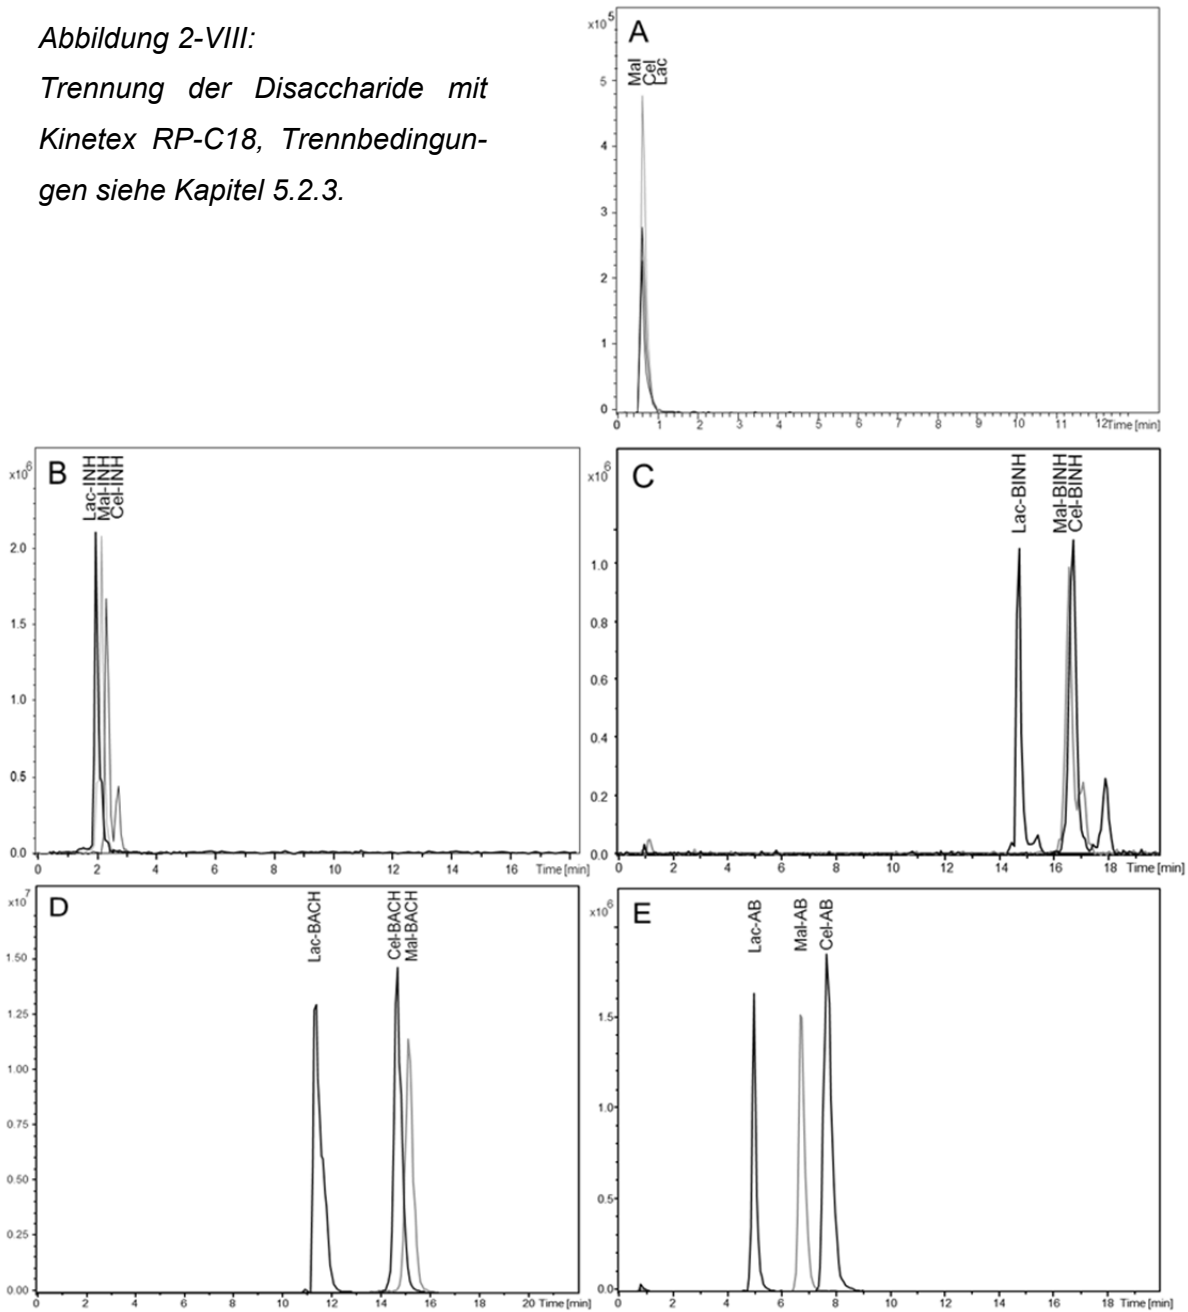 Abbildung 2-VIII:
Trennung der Disaccharide mit
Kinetex RP-C18, Trennbedingun-
gen siehe Kapitel 5.2.3.
A
x10 5
Mal
Cel
Lac
5
4
3
2
1
0
0 1 2 3 4 5 6 7 8 9 10 11 12 Time [min]
B
x10 6
Lac-INH
Mal-INH
Cel-INH
2.0
1.5
1.0
0.5
0.0
0 2 4 6 8 10 12 14 16 Time [min]
C
x10 6
Lac-BINH
Mal-BINH
Cel-BINH
1.0
0.8
0.6
0.4
0.2
0.0
0 2 4 6 8 10 12 14 16 18 Time [min]
D
x10 7
Lac-BACH
Cel-BACH
Mal-BACH
1.50
1.25
1.00
0.75
0.50
0.25
0.00
0 2 4 6 8 10 12 14 16 18 20 Time [min]
E
x10 6
Lac-AB
Mal-AB
Cel-AB
1.5
1.0
0.5
0.0
0 2 4 6 8 10 12 14 16 18 Time [min]